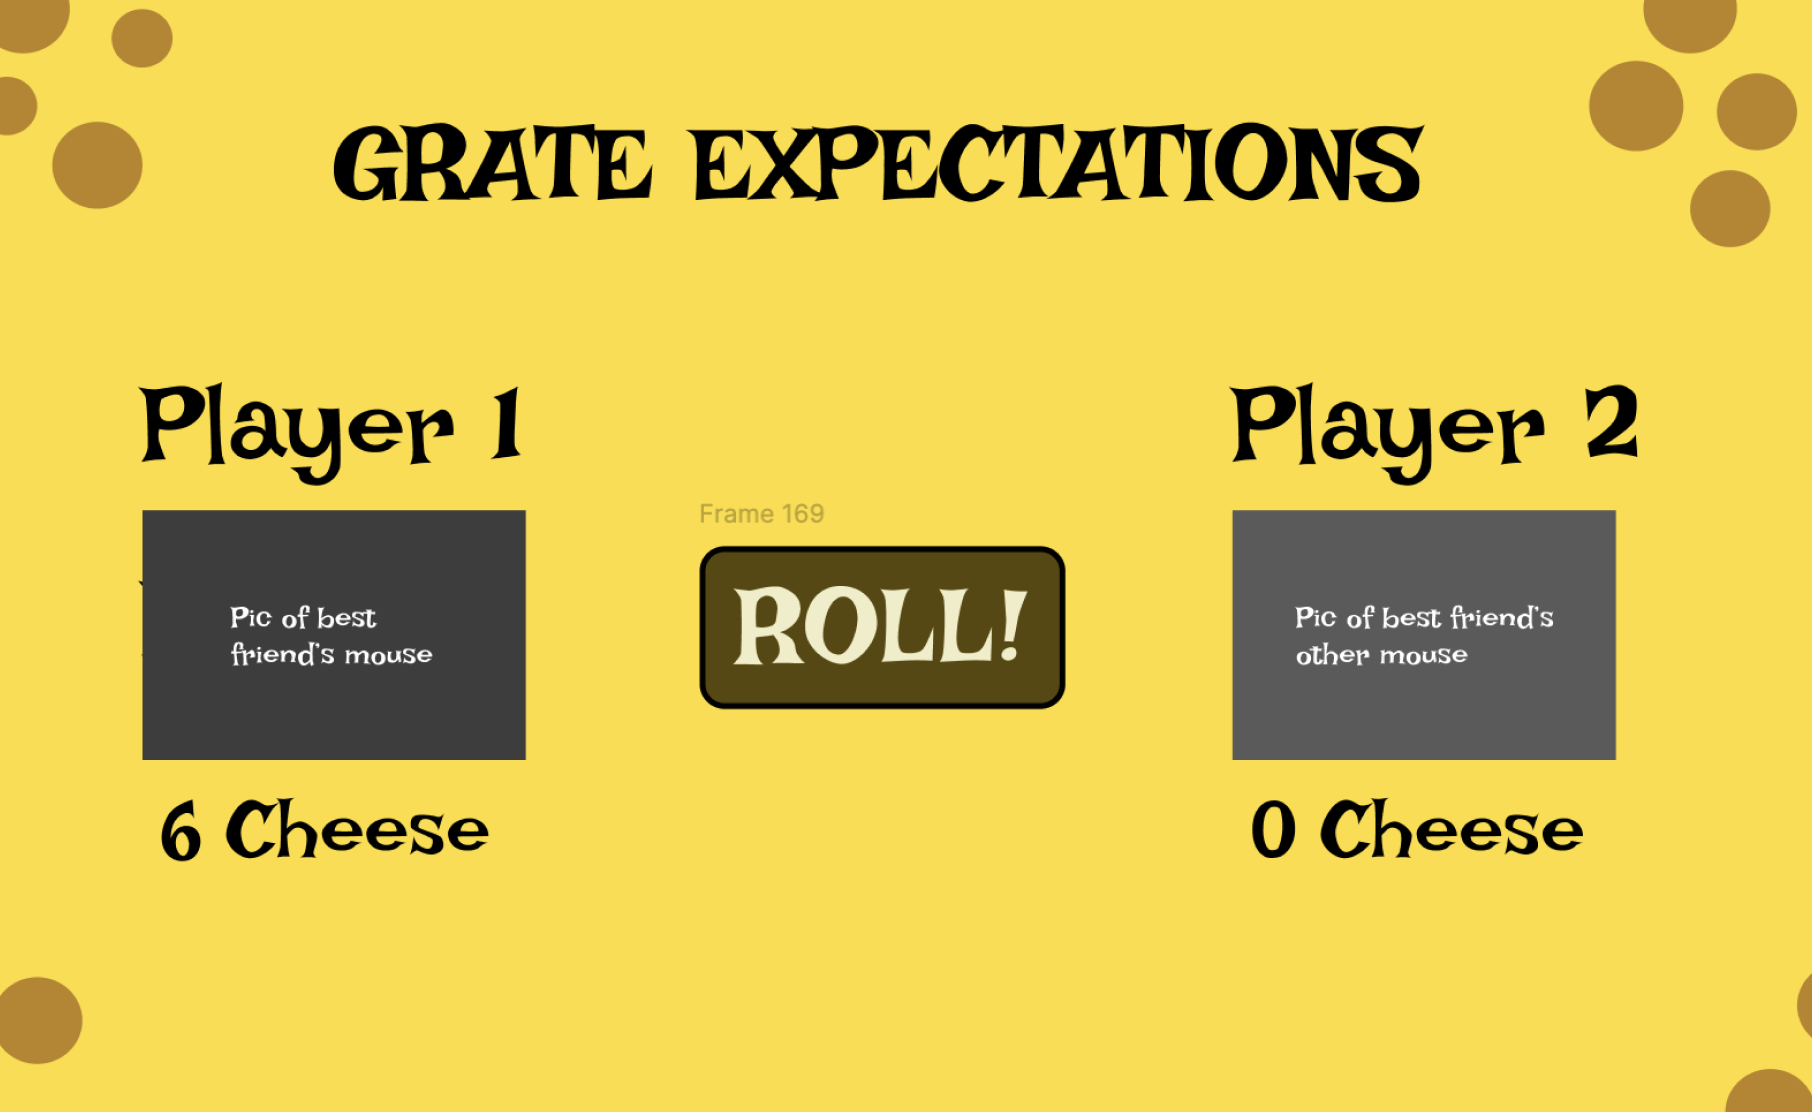 GRATE EXPECTATIONS
Player 1
Player 2
Frame 169
Pic of best
friend's mouse
ROLL!
Pic of best friend's
other mouse
6 Cheese
0 Cheese